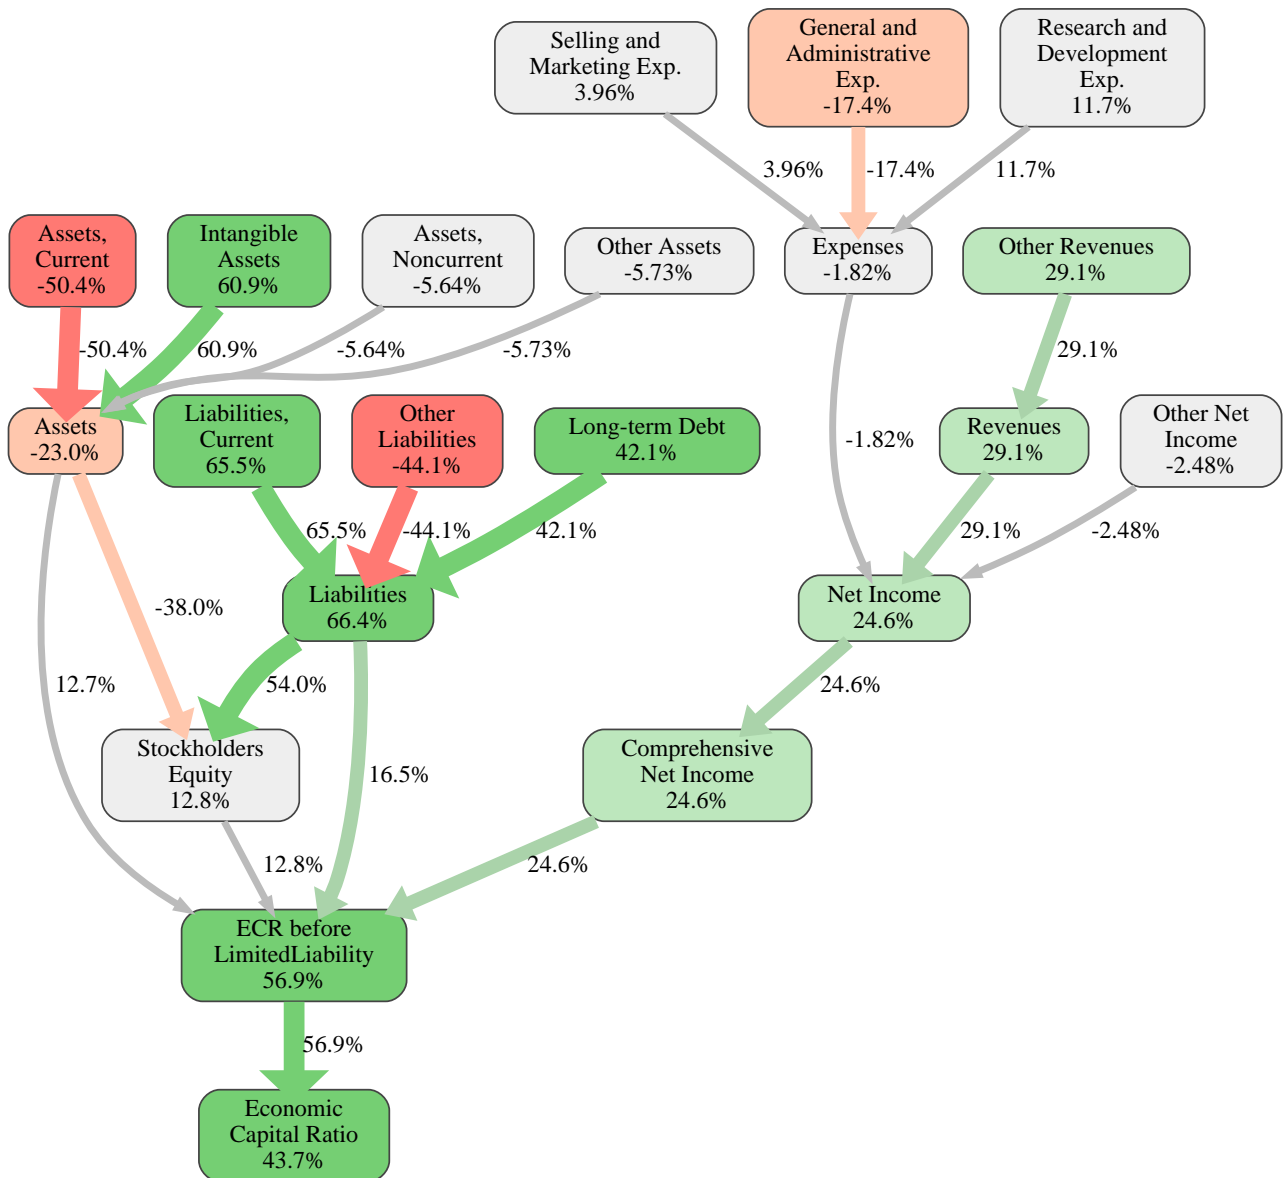 Selling and
Marketing Exp.
3.96%
General and
Administrative
Exp.
-17.4%
Research and
Development
Exp.
11.7%
3.96%
-17.4%
11.7%
Assets,
Current
-50.4%
Intangible
Assets
60.9%
Assets,
Noncurrent
-5.64%
Other Assets
-5.73%
Expenses
-1.82%
Other Revenues
29.1%
-50.4%
60.9%
-5.64%
-5.73%
29.1%
Assets
-23.0%
Liabilities,
Current
65.5%
Other
Liabilities
-44.1%
Long-term Debt
42.1%
-1.82%
Revenues
29.1%
Other Net
Income
-2.48%
65.5%
-44.1%
42.1%
29.1%
-2.48%
Liabilities
66.4%
Net Income
24.6%
-38.0%
12.7%
54.0%
24.6%
Stockholders
Equity
12.8%
16.5%
Comprehensive
Net Income
24.6%
12.8%
24.6%
ECR before
LimitedLiability
56.9%
56.9%
Economic
Capital Ratio
43.7%